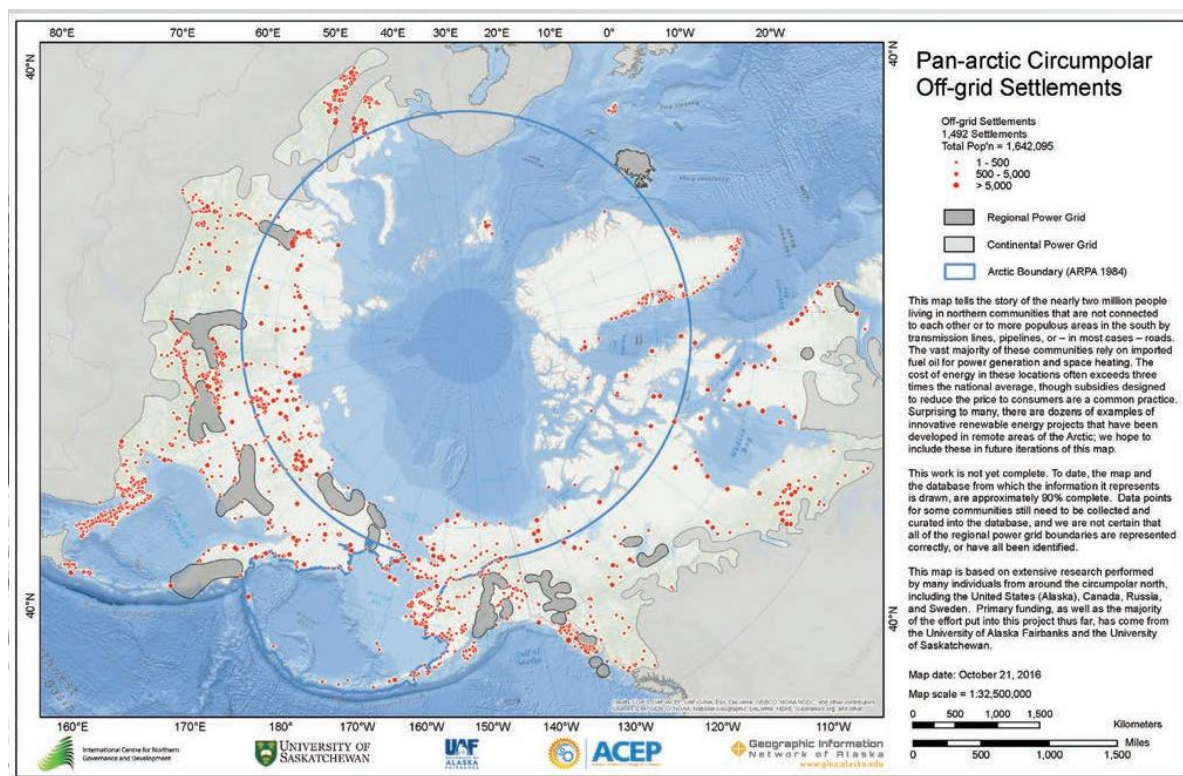 80°E 70°E 60°E 50°E 40°E 30°E 20°E 10°E 0° 10°W 20°W
40°N
40°N
40°N
40°N
160°E 170°E 180° 170°W 160°W 150°W 140°W 130°W 120°W 110°W
Gulf of
Pan-arctic Circumpolar
Off-grid Settlements
Off-grid Settlements
1,492 Settlements
Total Pop'n = 1,642,095
1 - 500
500 - 5,000
> 5,000
Regional Power Grid
Continental Power Grid
Arctic Boundary (ARPA 1984)
This map tells the story of the nearly two million people
living in northern communities that are not connected
to each other or to more populous areas in the south by
transmission lines, pipelines, or – in most cases – roads.
The vast majority of these communities rely on imported
fuel oil for power generation and space heating. The
cost of energy in these locations often exceeds three
times the national average, though subsidies designed
to reduce the price to consumers are a common practice.
Surprising to many, there are dozens of examples of
innovative renewable energy projects that have been
developed in remote areas of the Arctic; we hope to
include these in future iterations of this map.
This work is not yet complete. To date, the map and
the database from which the information it represents
is drawn, are approximately 90% complete. Data points
for some communities still need to be collected and
curated into the database, and we are not certain that
all of the regional power grid boundaries are represented
correctly, or have all been identified.
This map is based on extensive research performed
by many individuals from around the circumpolar north,
including the United States (Alaska), Canada, Russia,
and Sweden. Primary funding, as well as the majority
of the effort put into this project thus far, has come from
the University of Alaska Fairbanks and the University
of Saskatchewan.
Map date: October 21, 2016
Map scale = 1:32,500,000
0 500 1,000 1,500
Kilometers
Miles
0 500 1,000 1,500
International Centre for Northern
Governance and Development
UNIVERSITY OF
SASKATCHEWAN
UAF
UNIVERSITY OF
ALASKA
FAIRBANKS
ACEP
Geographic Information
Network of Alaska
www.gina.alaska.edu